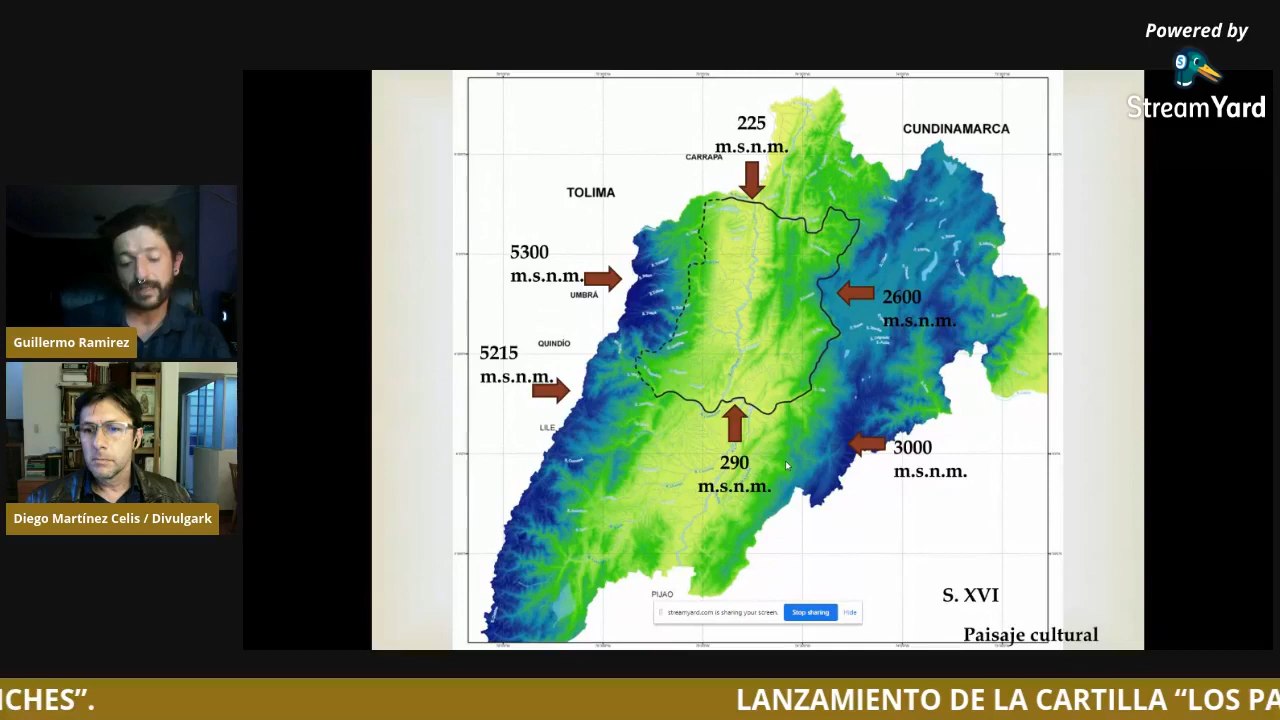 Powered by
StreamYard
225
m.s.n.m.
CUNDINAMARCA
CARRAPA
TOLIMA
5300
m.s.n.m.
UMBRÁ
2600
m.s.n.m.
QUINDÍO
5215
m.s.n.m.
LILE
3000
m.s.n.m.
290
m.s.n.m.
PIJAO
S. XVI
Paisaje cultural
streamyard.com is sharing your screen.
Stop sharing
Hide
Guillermo Ramirez
Diego Martínez Celis / Divulgark
ICHES”.
LANZAMIENTO DE LA CARTILLA “LOS PA